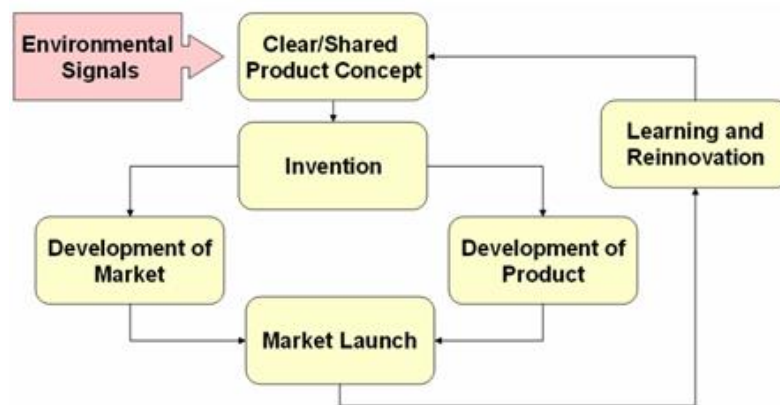 Environmental
Signals
Clear/Shared
Product Concept
Learning and
Reinnovation
Invention
Development of
Market
Development of
Product
Market Launch